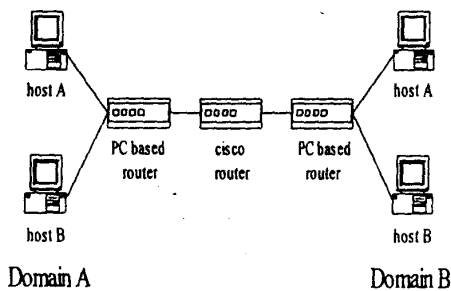 host A
host A
PC based
router
cisco
router
PC based
router
host B
host B
Domain A
Domain B